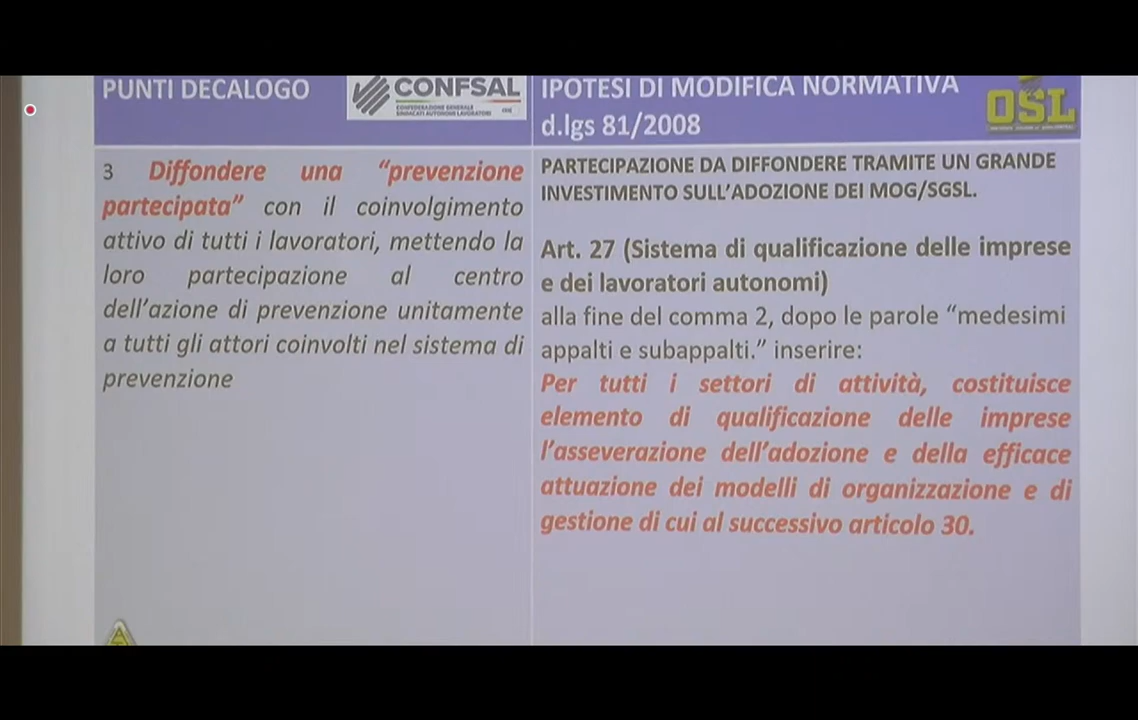 PUNTI DECALOGO
CONFSAL
CONFEDERAZIONE GENERALE
SINDACATI AUTONOMI LAVORATORI
IPOTESI DI MODIFICA NORMATIVA
d.lgs 81/2008
OSL
3 Diffondere una “prevenzione
partecipata” con il coinvolgimento
attivo di tutti i lavoratori, mettendo la
loro partecipazione al centro
dell’azione di prevenzione unitamente
a tutti gli attori coinvolti nel sistema di
prevenzione
PARTECIPAZIONE DA DIFFONDERE TRAMITE UN GRANDE
INVESTIMENTO SULL’ADOZIONE DEI MOG/SGSL.
Art. 27 (Sistema di qualificazione delle imprese
e dei lavoratori autonomi)
alla fine del comma 2, dopo le parole “medesimi
appalti e subappalti.” inserire:
Per tutti i settori di attività, costituisce
elemento di qualificazione delle imprese
l’asseverazione dell’adozione e della efficace
attuazione dei modelli di organizzazione e di
gestione di cui al successivo articolo 30.